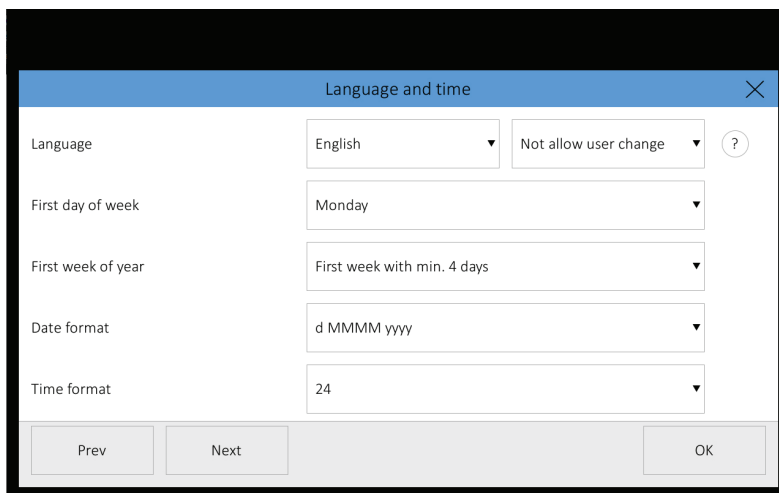 Language and time
Language English Not allow user change ?
First day of week Monday
First week of year First week with min. 4 days
Date format d MMMM yyyy
Time format 24
Prev Next OK